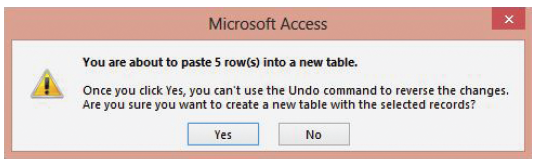 Microsoft Access
You are about to paste 5 row(s) into a new table.
Once you click Yes, you can't use the Undo command to reverse the changes.
Are you sure you want to create a new table with the selected records?
Yes
No